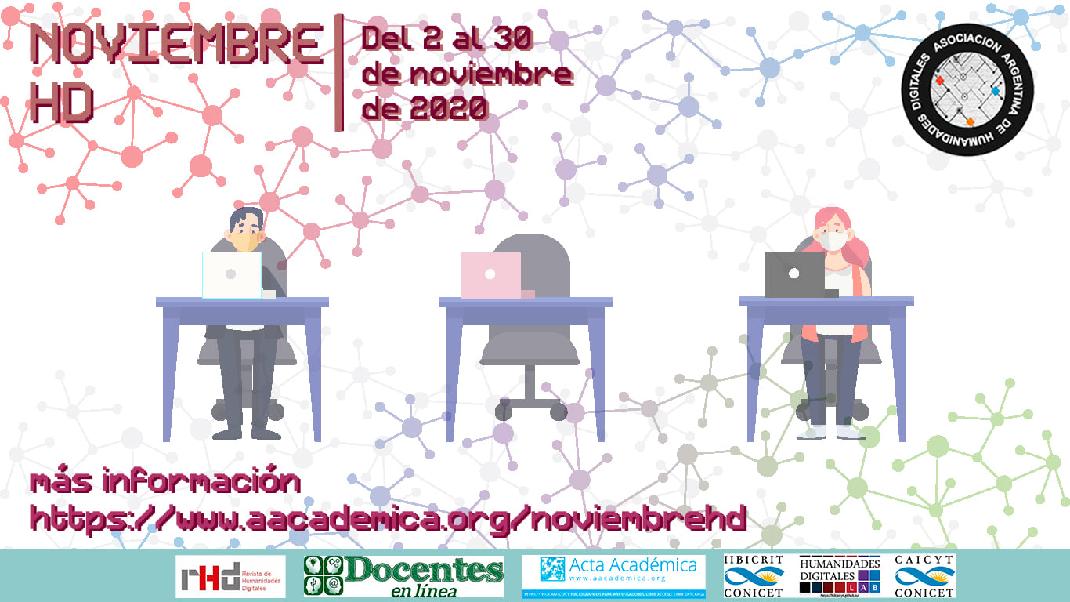 NOVIEMBRE
HD
Del 2 al 30
de noviembre
de 2020
ASOCIACION ARGENTINA DE HUMANIDADES DIGITALES
más información
https://www.aacademica.org/noviembrehd
rHd
Revista de
Humanidades
Digitales
Docentes
en línea
Acta Académica
www.aacademica.org
IIBICRIT
CONICET
HUMANIDADES
DIGITALES
LAB
CAICYT
CONICET